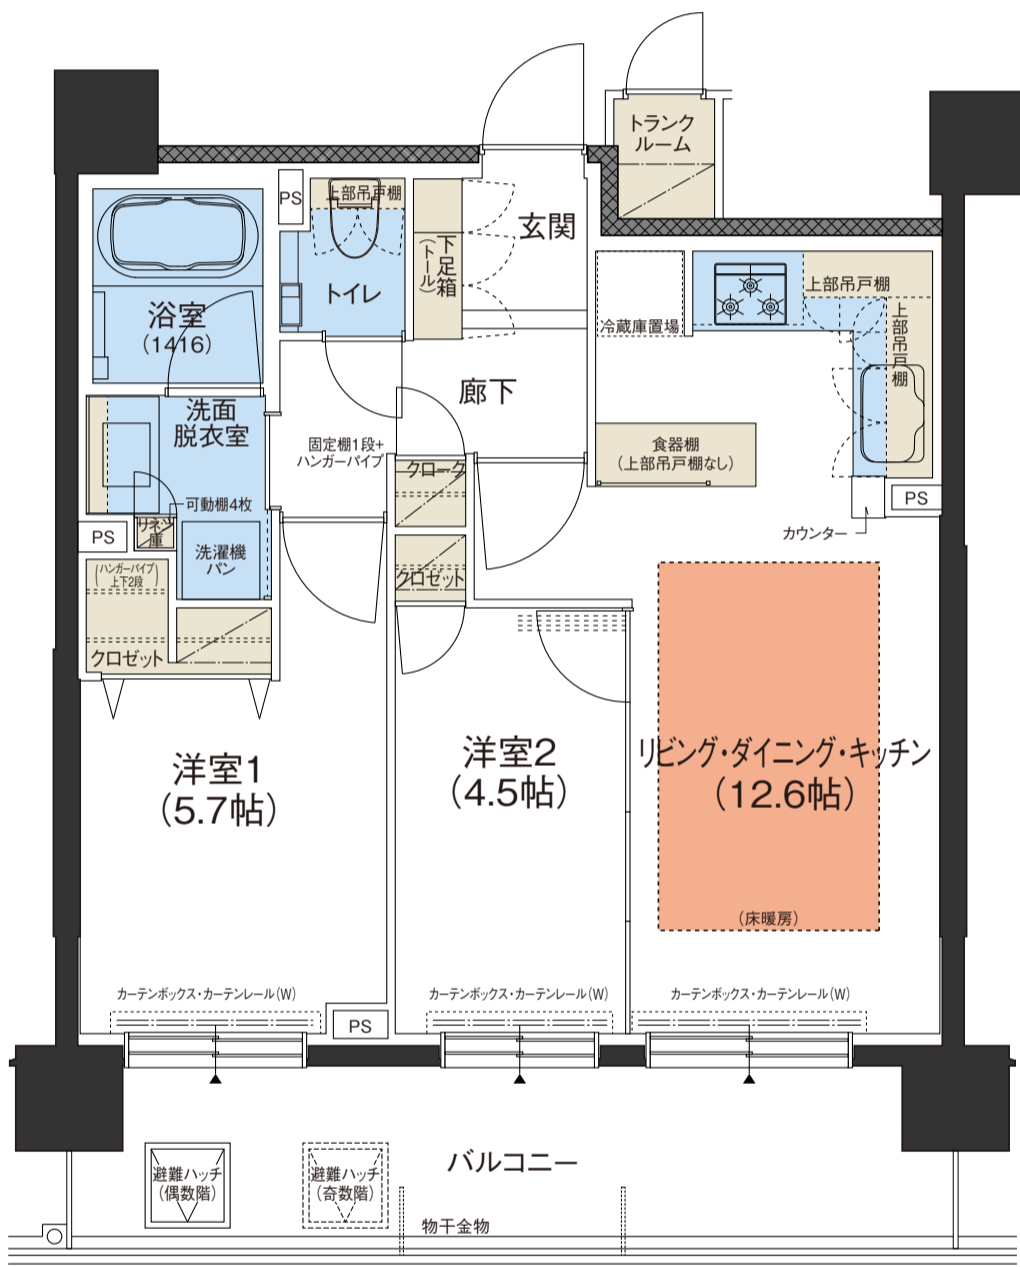 トランク
ルーム
PS
上部吊戸棚
トイレ
下足箱
(トール)
玄関
浴室
(1416)
冷蔵庫置場
上部吊戸棚
上部吊戸棚
廊下
洗面
脱衣室
固定棚1段+
ハンガーパイプ
クローク
食器棚
(上部吊戸棚なし)
PS
カウンター
可動棚4枚
リネン
庫
PS
洗濯機
パン
(ハンガーパイプ)
上下2段
クロゼット
クロゼット
洋室1
(5.7帖)
洋室2
(4.5帖)
リビング・ダイニング・キッチン
(12.6帖)
(床暖房)
カーテンボックス・カーテンレール(W)
カーテンボックス・カーテンレール(W)
カーテンボックス・カーテンレール(W)
PS
バルコニー
避難ハッチ
(偶数階)
避難ハッチ
(奇数階)
物干金物